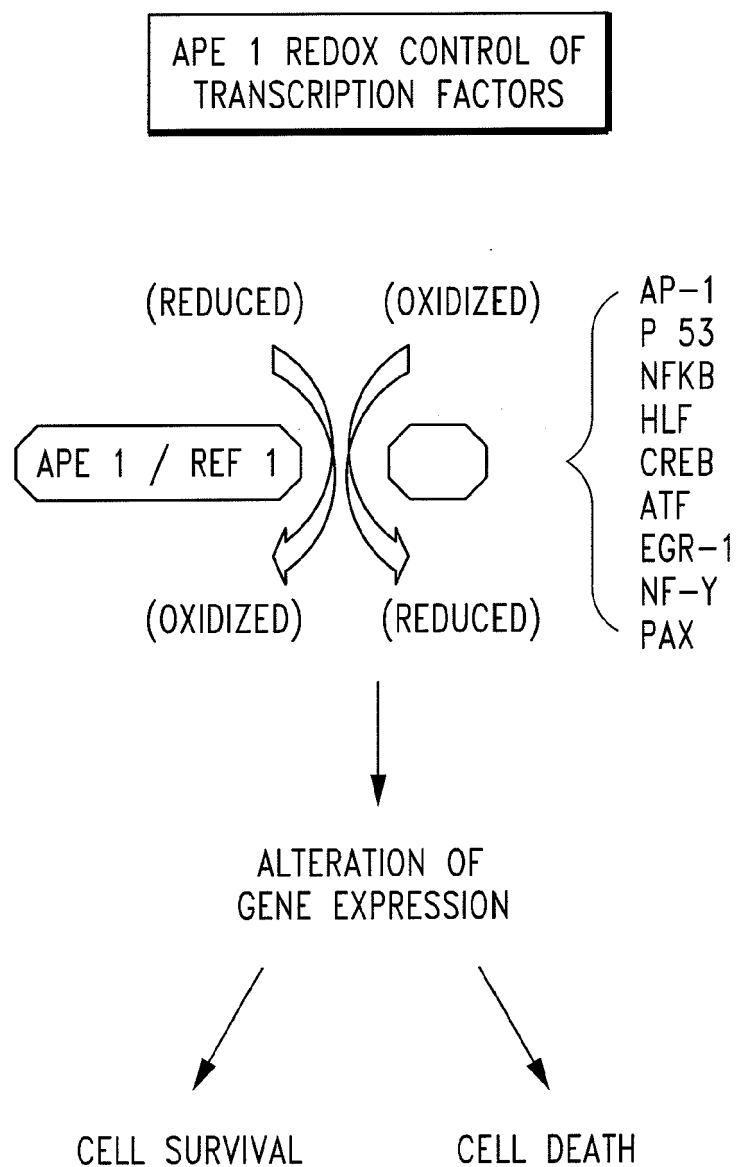 APE 1 REDOX CONTROL OF
TRANSCRIPTION FACTORS
(REDUCED)
(OXIDIZED)
APE 1 / REF 1
(OXIDIZED)
(REDUCED)
AP-1
P 53
NFKB
HLF
CREB
ATF
EGR-1
NF-Y
PAX
ALTERATION OF
GENE EXPRESSION
CELL SURVIVAL
CELL DEATH